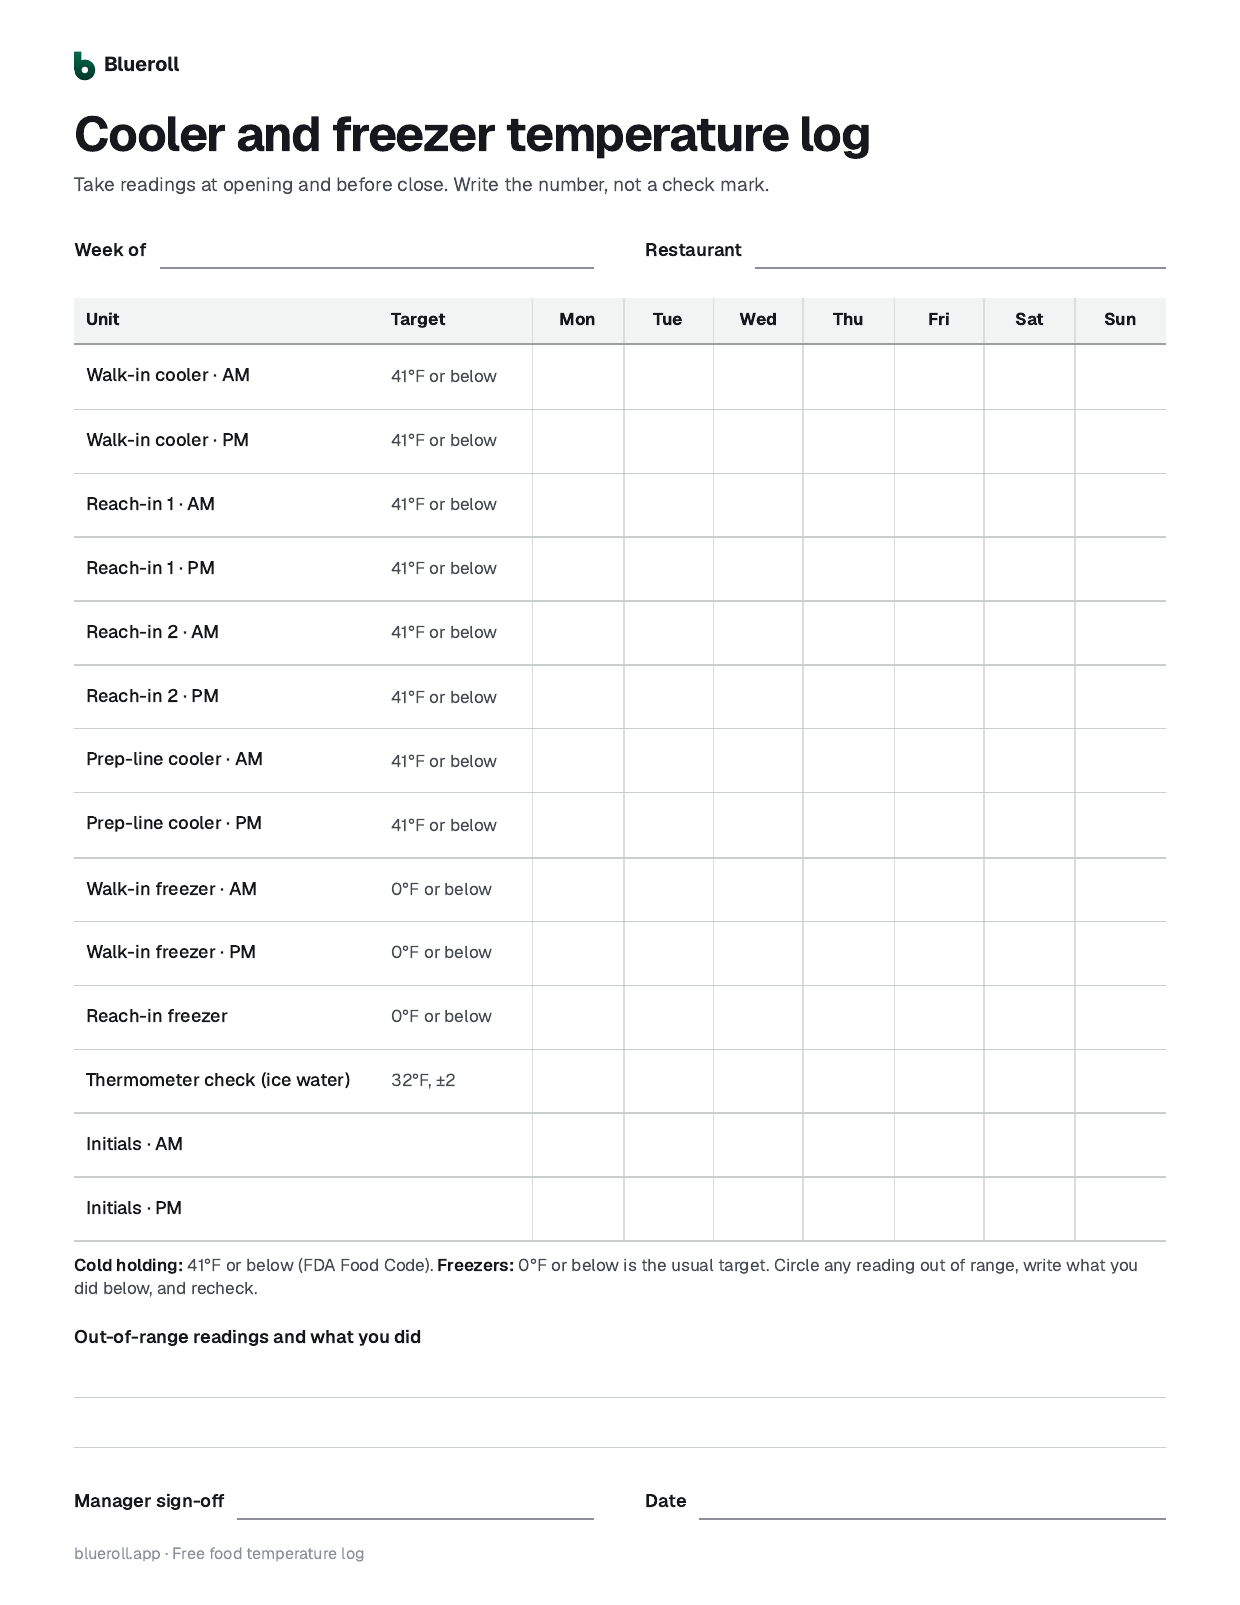 Blueroll
Cooler and freezer temperature log
Take readings at opening and before close. Write the number, not a check mark.
Week of Restaurant
Unit Target Mon Tue Wed Thu Fri Sat Sun
Walk-in cooler · AM 41°F or below
Walk-in cooler · PM 41°F or below
Reach-in 1 · AM 41°F or below
Reach-in 1 · PM 41°F or below
Reach-in 2 · AM 41°F or below
Reach-in 2 · PM 41°F or below
Prep-line cooler · AM 41°F or below
Prep-line cooler · PM 41°F or below
Walk-in freezer · AM 0°F or below
Walk-in freezer · PM 0°F or below
Reach-in freezer 0°F or below
Thermometer check (ice water) 32°F, ±2
Initials · AM
Initials · PM
Cold holding: 41°F or below (FDA Food Code). Freezers: 0°F or below is the usual target. Circle any reading out of range, write what you
did below, and recheck.
Out-of-range readings and what you did
Manager sign-off Date
blueroll.app · Free food temperature log